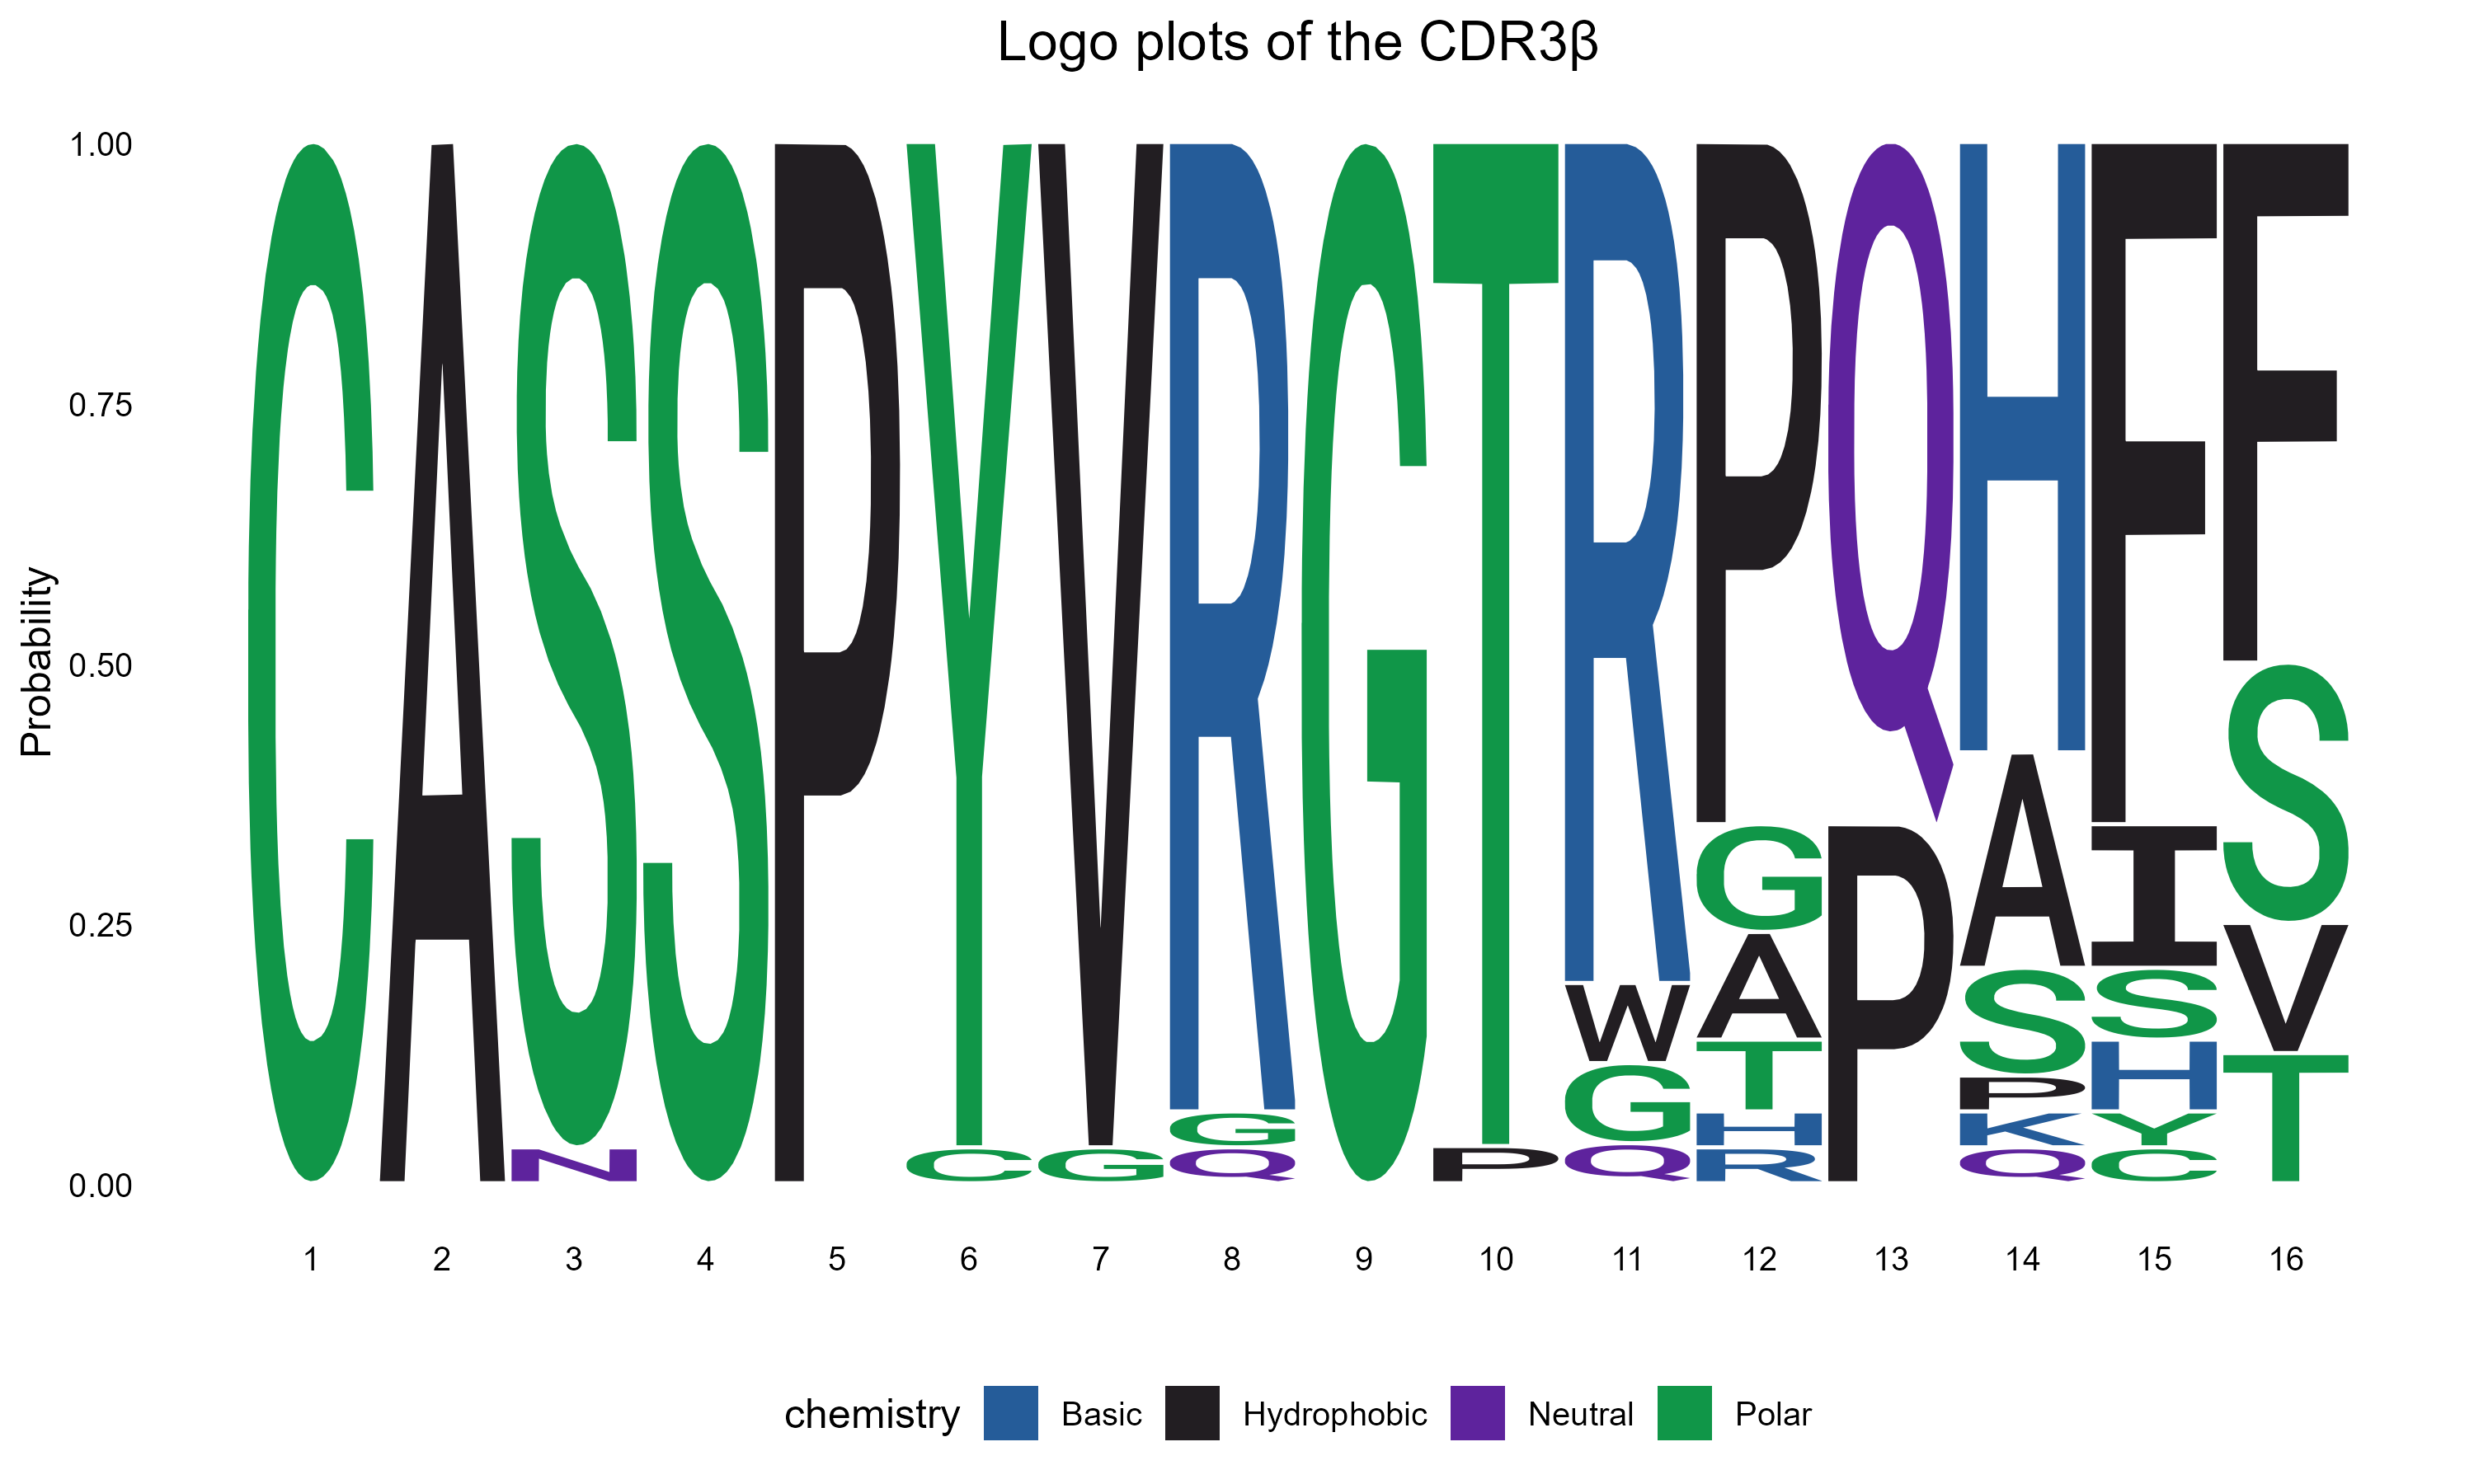 Logo plots of the CDR3β
Probability
1.00
0.75
0.50
0.25
0.00
C A S S P Y V R G T R P Q H F F
N
C
G
G
Q
P
W
G
Q
G
A
T
H
R
P
A
S
P
K
Q
I
S
H
Y
C
S
V
T
1 2 3 4 5 6 7 8 9 10 11 12 13 14 15 16
chemistry Basic Hydrophobic Neutral Polar